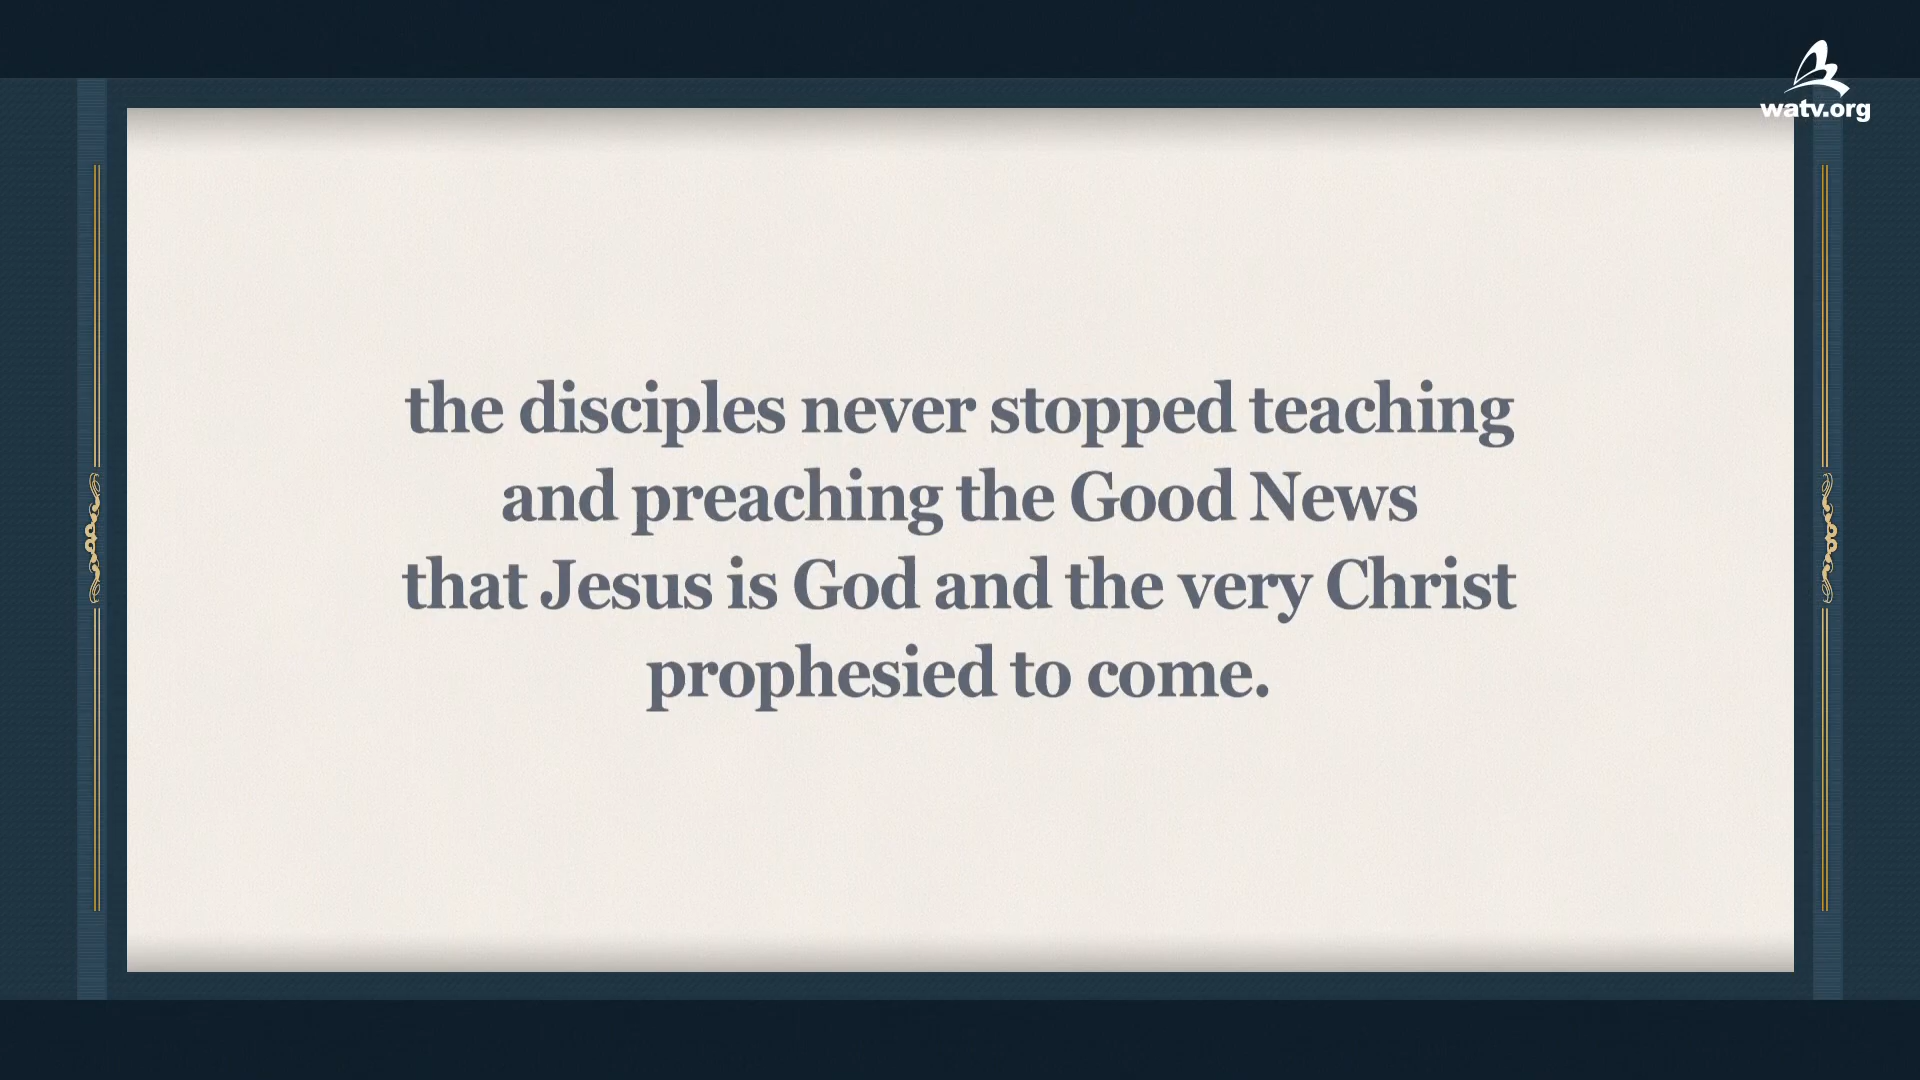 watv.org
the disciples never stopped teaching
and preaching the Good News
that Jesus is God and the very Christ
prophesied to come.